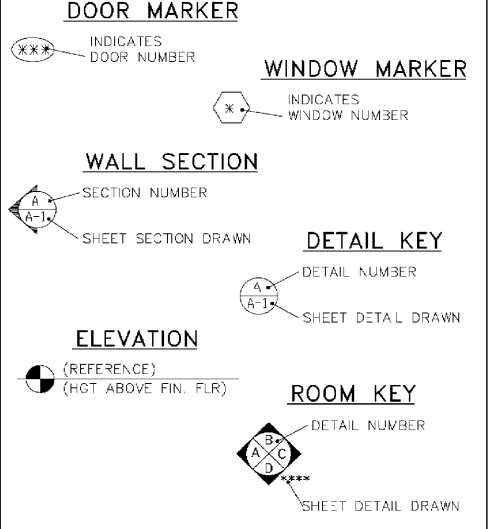 DOOR MARKER
***
INDICATES
DOOR NUMBER
WINDOW MARKER
*
INDICATES
WINDOW NUMBER
WALL SECTION
A
A-1
SECTION NUMBER
SHEET SECTION DRAWN
DETAIL KEY
A
A-1
DETAIL NUMBER
SHEET DETAIL DRAWN
ELEVATION
(REFERENCE)
(HGT ABOVE FIN. FLR)
ROOM KEY
DETAIL NUMBER
B
A C
D
****
SHEET DETAIL DRAWN